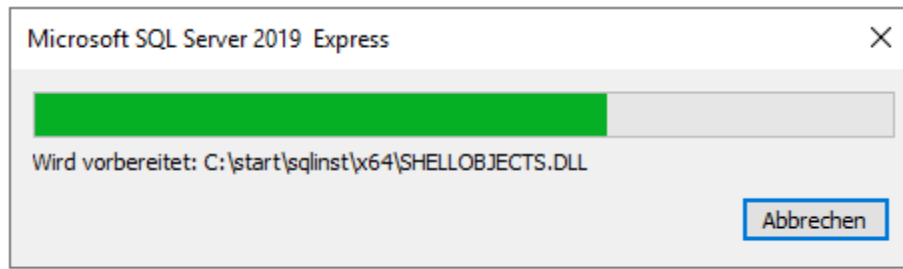 Microsoft SQL Server 2019  Express
Wird vorbereitet: C:\start\sqlinst\x64\SHELLOBJECTS.DLL
Abbrechen